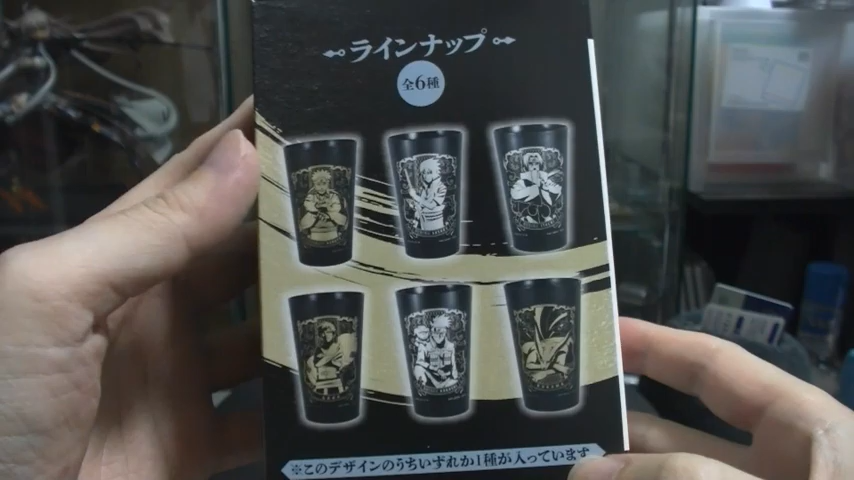 ラインナップ
全6種
※このデザインのうちいずれか1種が入っています